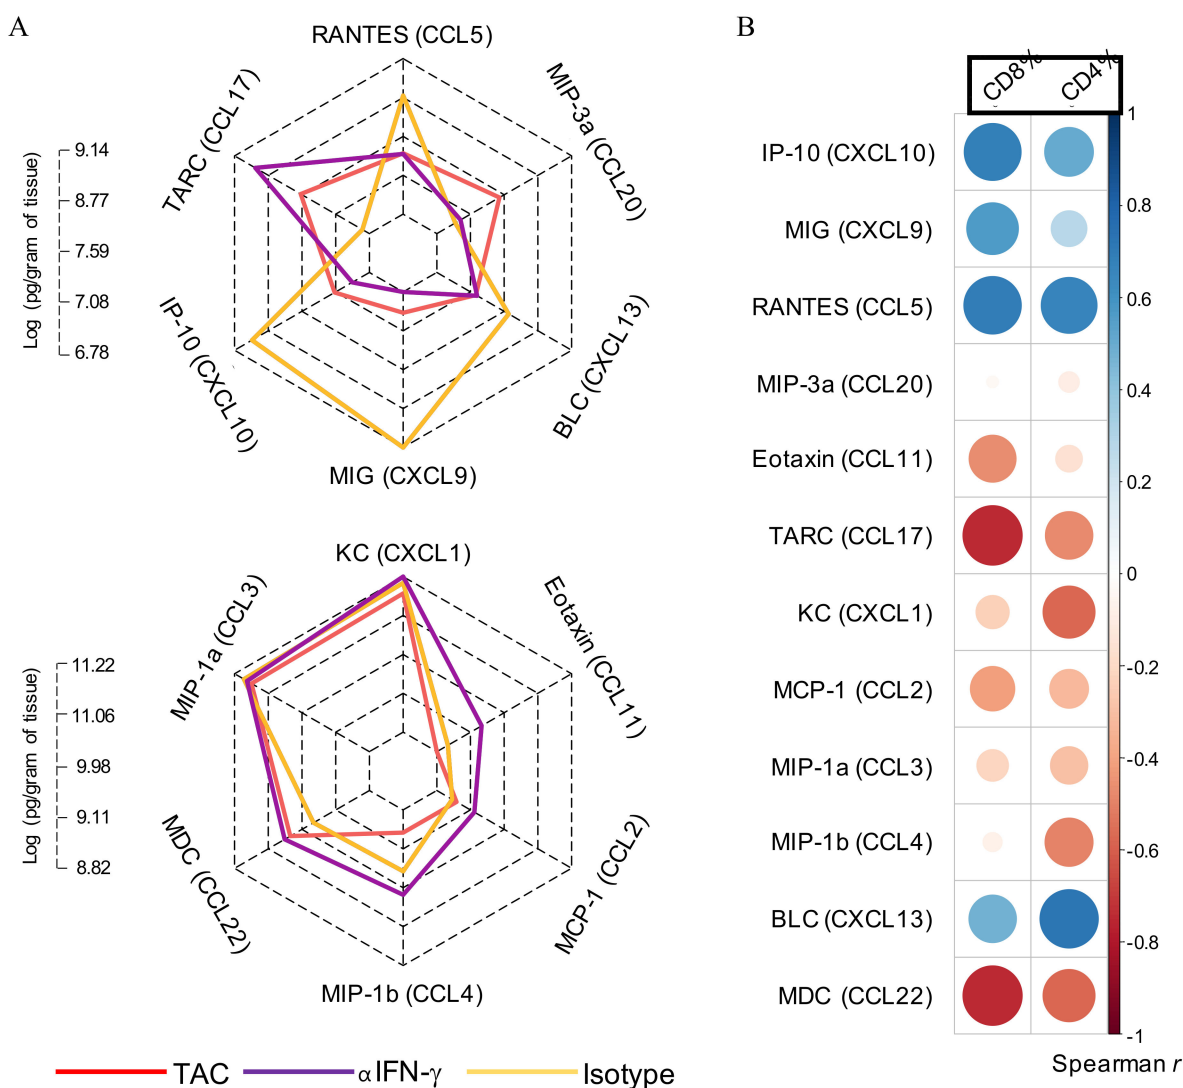 A
RANTES (CCL5)
MIP-3a (CCL20)
BLC (CXCL13)
MIG (CXCL9)
IP-10 (CXCL10)
TARC (CCL17)
Log (pg/gram of tissue)
9.14
8.77
7.59
7.08
6.78
KC (CXCL1)
Eotaxin (CCL11)
MCP-1 (CCL2)
MIP-1b (CCL4)
MDC (CCL22)
MIP-1a (CCL3)
Log (pg/gram of tissue)
11.22
11.06
9.98
9.11
8.82
TAC
αIFN-γ
Isotype
B
CD8%
CD4%
IP-10 (CXCL10)
MIG (CXCL9)
RANTES (CCL5)
MIP-3a (CCL20)
Eotaxin (CCL11)
TARC (CCL17)
KC (CXCL1)
MCP-1 (CCL2)
MIP-1a (CCL3)
MIP-1b (CCL4)
BLC (CXCL13)
MDC (CCL22)
1
0.8
0.6
0.4
0.2
0
-0.2
-0.4
-0.6
-0.8
-1
Spearman r